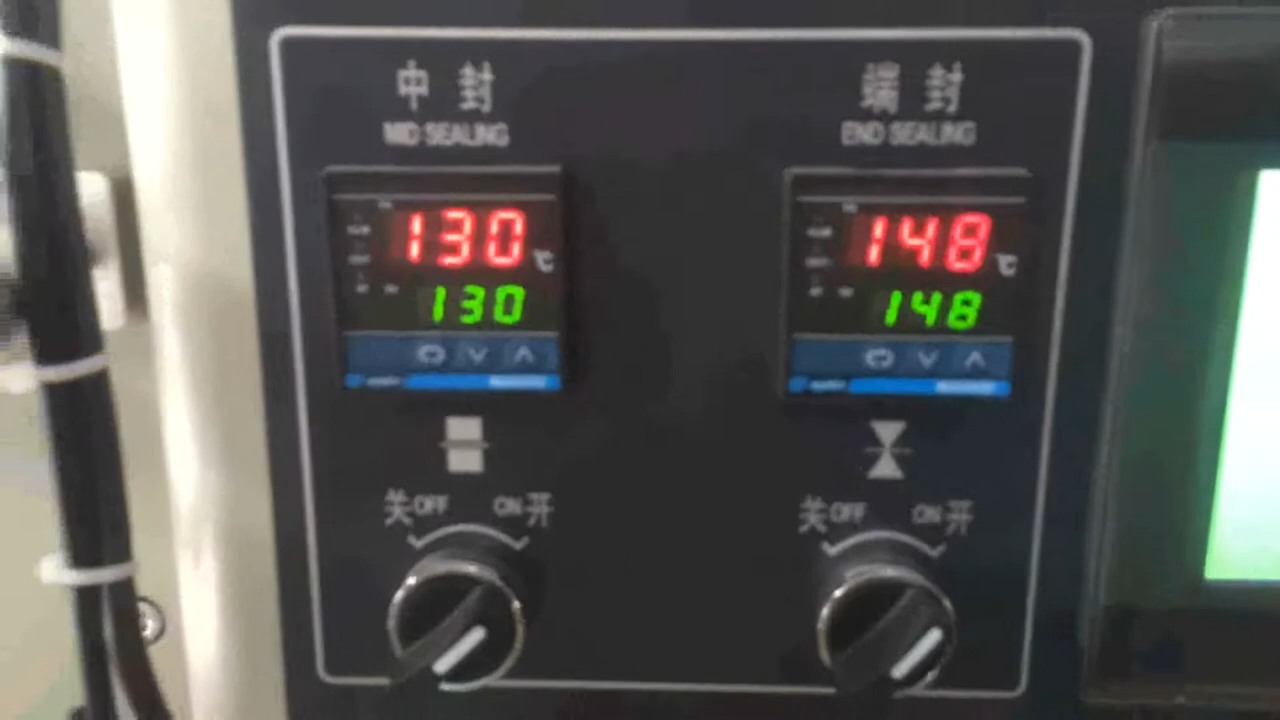 中封
MID SEALING
130 ℃
130
关OFF ON开
端封
END SEALING
148 ℃
148
关OFF ON开